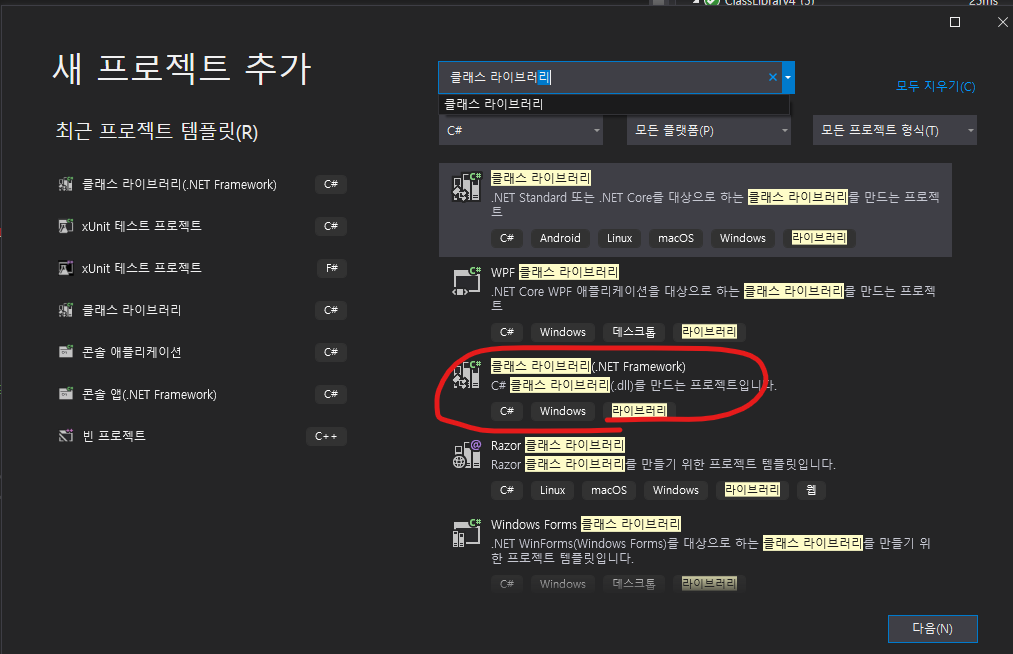 ClassLibrary4 (5)
25ms
새 프로젝트 추가
클래스 라이브러리
클래스 라이브러리
모두 지우기(C)
C#
모든 플랫폼(P)
모든 프로젝트 형식(T)
최근 프로젝트 템플릿(R)
클래스 라이브러리(.NET Framework) C#
xUnit 테스트 프로젝트 C#
xUnit 테스트 프로젝트 F#
클래스 라이브러리 C#
콘솔 애플리케이션 C#
콘솔 앱(.NET Framework) C#
빈 프로젝트 C++
클래스 라이브러리
.NET Standard 또는 .NET Core를 대상으로 하는 클래스 라이브러리를 만드는 프로젝
트
C# Android Linux macOS Windows 라이브러리
WPF 클래스 라이브러리
.NET Core WPF 애플리케이션을 대상으로 하는 클래스 라이브러리를 만드는 프로젝
트
C# Windows 데스크톱 라이브러리
클래스 라이브러리(.NET Framework)
C# 클래스 라이브러리(.dll)를 만드는 프로젝트입니다.
C# Windows 라이브러리
Razor 클래스 라이브러리
Razor 클래스 라이브러리를 만들기 위한 프로젝트 템플릿입니다.
C# Linux macOS Windows 라이브러리 웹
Windows Forms 클래스 라이브러리
.NET WinForms(Windows Forms)를 대상으로 하는 클래스 라이브러리를 만들기 위
한 프로젝트 템플릿입니다.
C# Windows 데스크톱 라이브러리
다음(N)